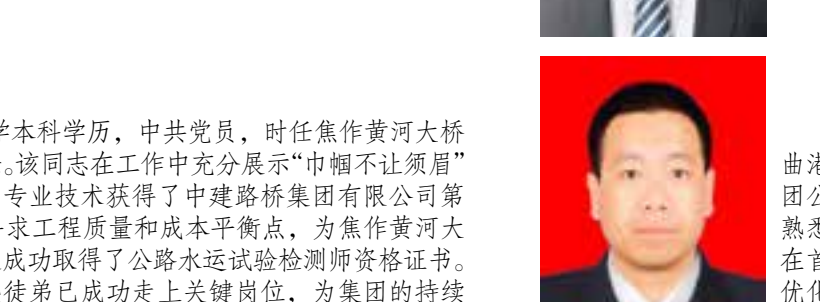 学本科学历，中共党员，时任焦作黄河大桥
。该同志在工作中充分展示“巾帼不让须眉”
专业技术获得了中建路桥集团有限公司第
求工程质量和成本平衡点，为焦作黄河大
成功取得了公路水运试验检测师资格证书。
徒弟已成功走上关键岗位，为集团的持续
曲港
团公
熟悉
在首
优化